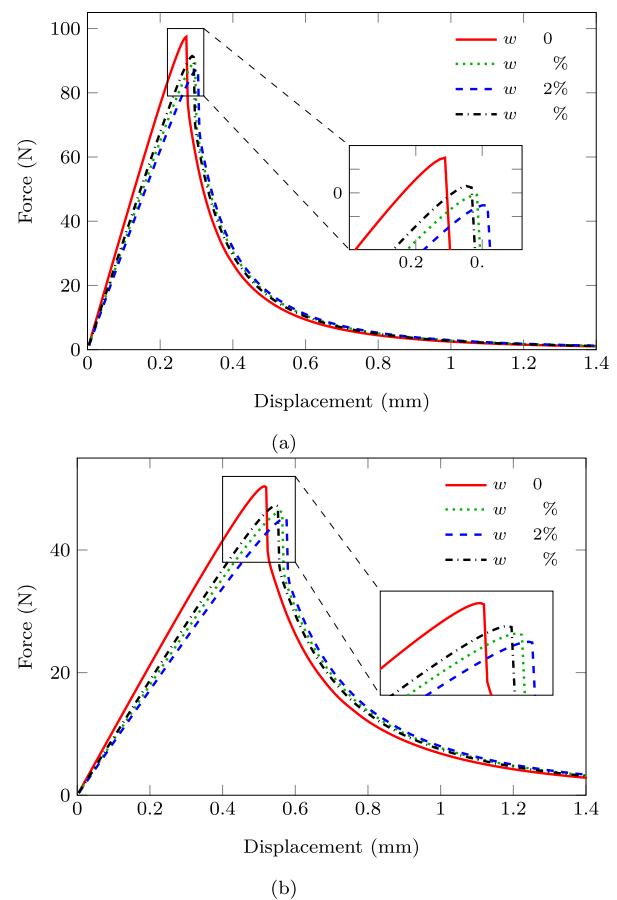 100
80
60
40
20
0
Force (N)
w 0
w %
w 2%
w %
0
0.2 0.
0 0.2 0.4 0.6 0.8 1 1.2 1.4
Displacement (mm)
(a)
40
20
0
Force (N)
w 0
w %
w 2%
w %
0 0.2 0.4 0.6 0.8 1 1.2 1.4
Displacement (mm)
(b)